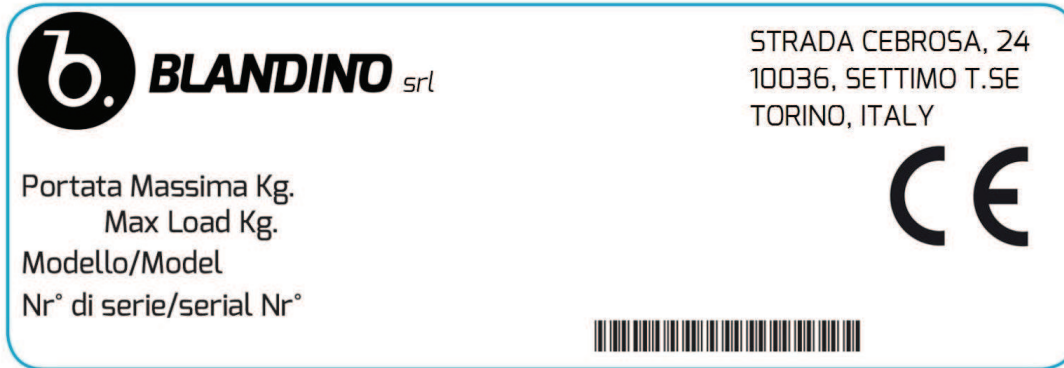 b. BLANDINO srl
STRADA CEBROSA, 24
10036, SETTIMO T.SE
TORINO, ITALY
CE
Portata Massima Kg.
Max Load Kg.
Modello/Model
Nr° di serie/serial Nr°